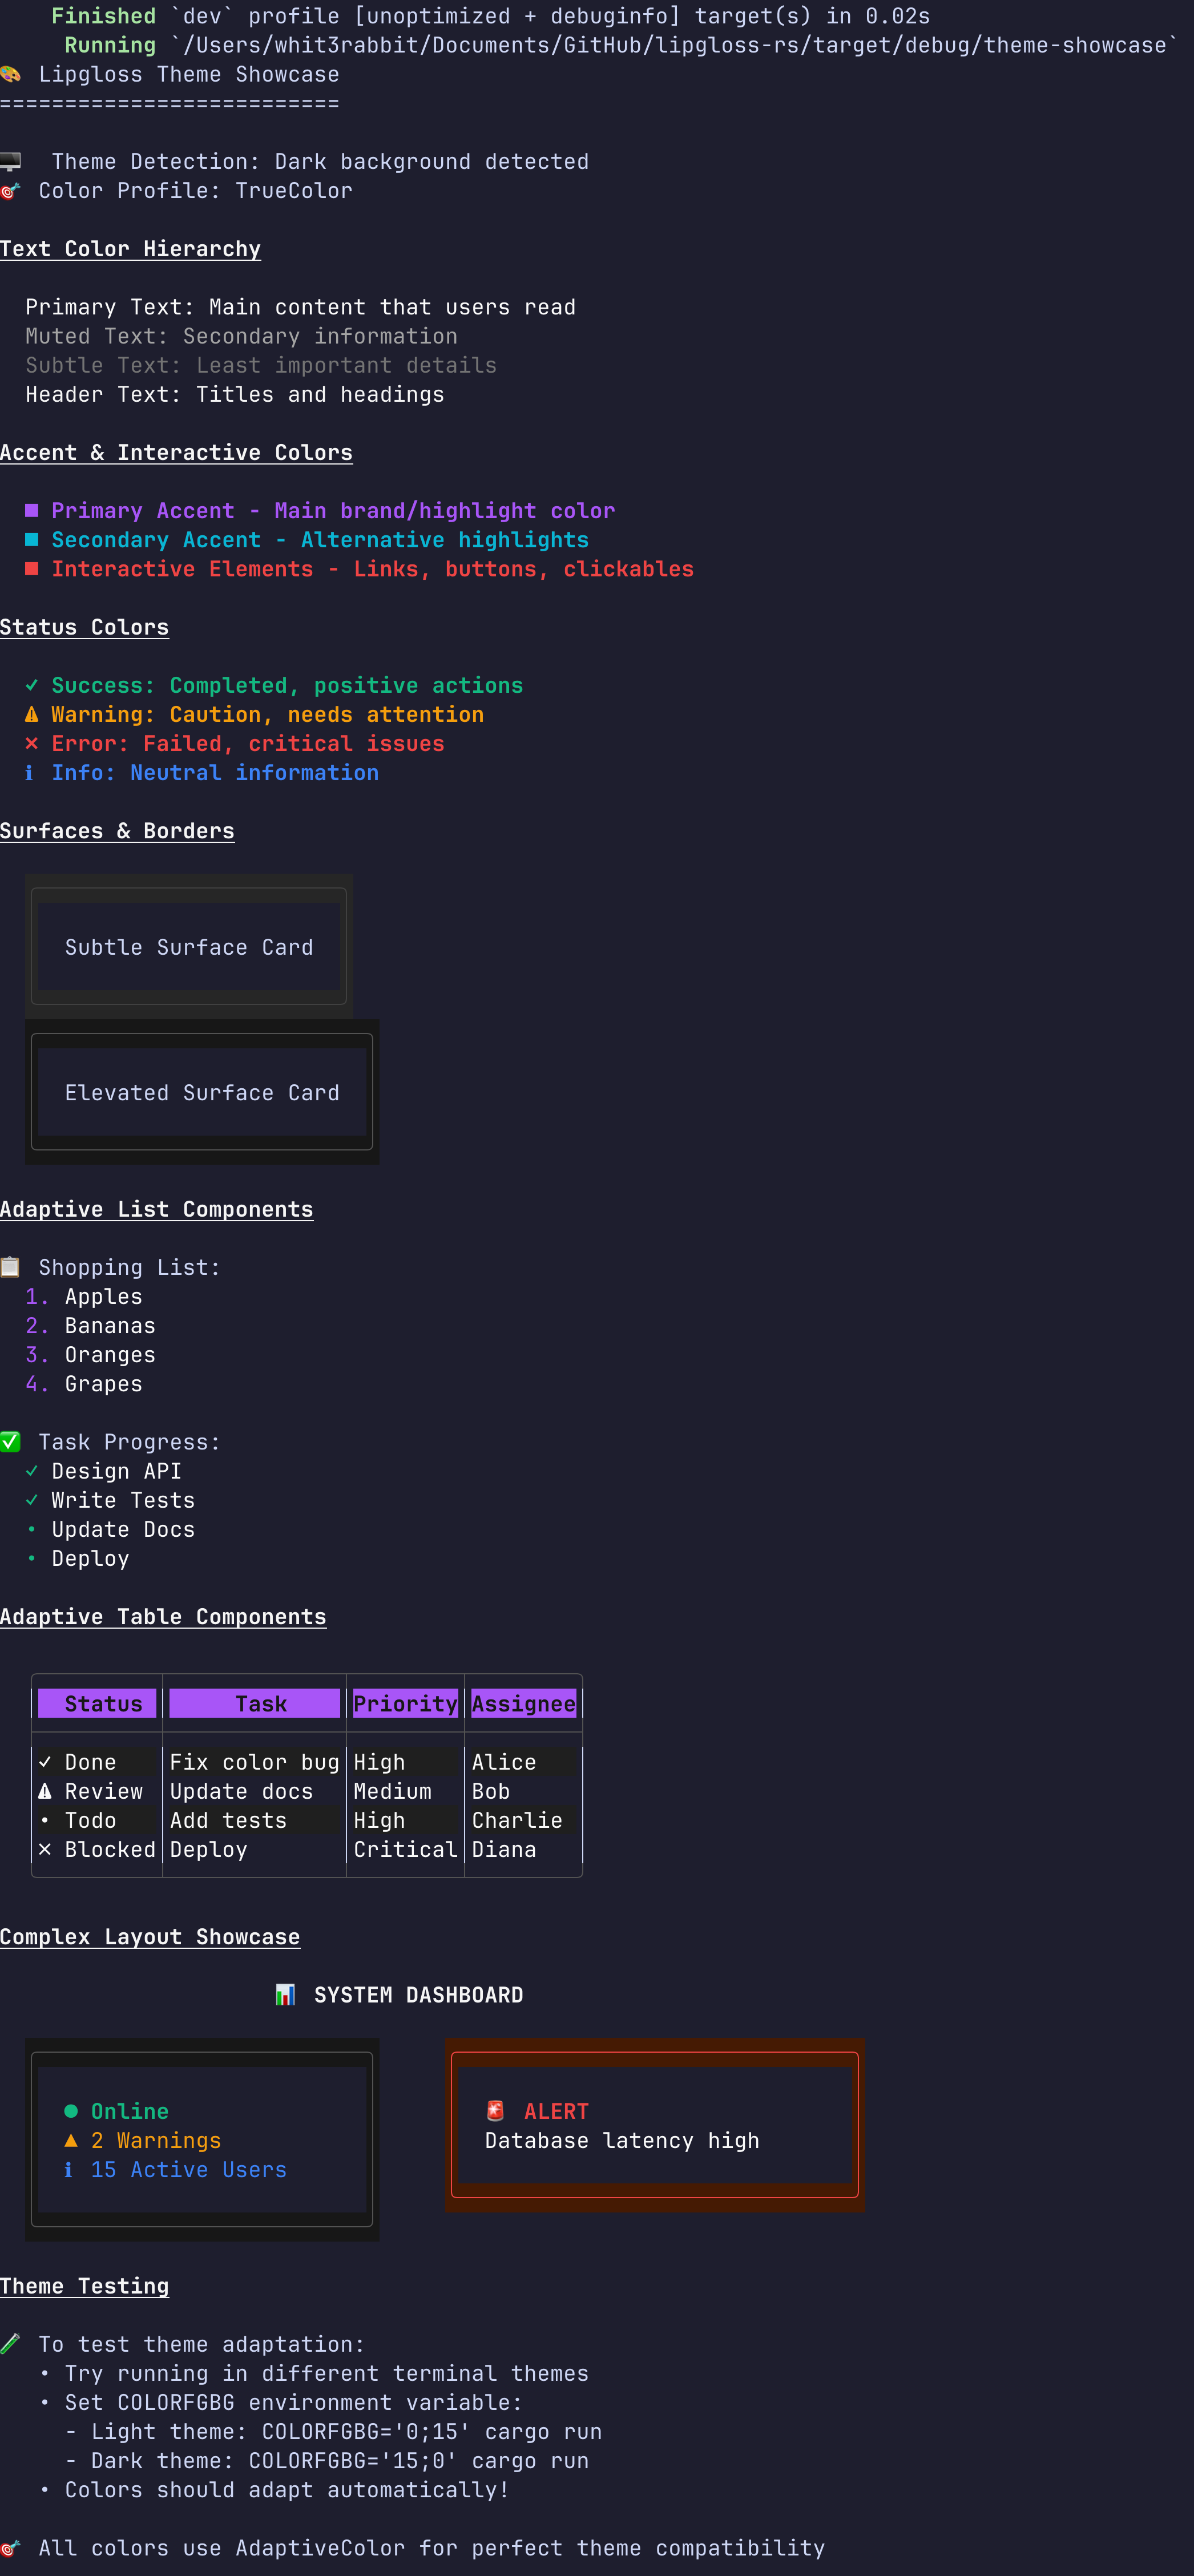 Finished `dev` profile [unoptimized + debuginfo] target(s) in 0.02s
Running `/Users/whit3rabbit/Documents/GitHub/lipgloss-rs/target/debug/theme-showcase`
🎨 Lipgloss Theme Showcase
==========================
🖥️ Theme Detection: Dark background detected
🎯 Color Profile: TrueColor
Text Color Hierarchy
Primary Text: Main content that users read
Muted Text: Secondary information
Subtle Text: Least important details
Header Text: Titles and headings
Accent & Interactive Colors
■ Primary Accent - Main brand/highlight color
■ Secondary Accent - Alternative highlights
■ Interactive Elements - Links, buttons, clickables
Status Colors
✓ Success: Completed, positive actions
⚠ Warning: Caution, needs attention
✕ Error: Failed, critical issues
ℹ Info: Neutral information
Surfaces & Borders
Subtle Surface Card
Elevated Surface Card
Adaptive List Components
📋 Shopping List:
1. Apples
2. Bananas
3. Oranges
4. Grapes
✅ Task Progress:
✓ Design API
✓ Write Tests
• Update Docs
• Deploy
Adaptive Table Components
Status Task Priority Assignee
✓ Done Fix color bug High Alice
⚠ Review Update docs Medium Bob
• Todo Add tests High Charlie
✕ Blocked Deploy Critical Diana
Complex Layout Showcase
📊 SYSTEM DASHBOARD
● Online
▲ 2 Warnings
ℹ 15 Active Users
🚨 ALERT
Database latency high
Theme Testing
🧪 To test theme adaptation:
• Try running in different terminal themes
• Set COLORFGBG environment variable:
- Light theme: COLORFGBG='0;15' cargo run
- Dark theme: COLORFGBG='15;0' cargo run
• Colors should adapt automatically!
🎯 All colors use AdaptiveColor for perfect theme compatibility